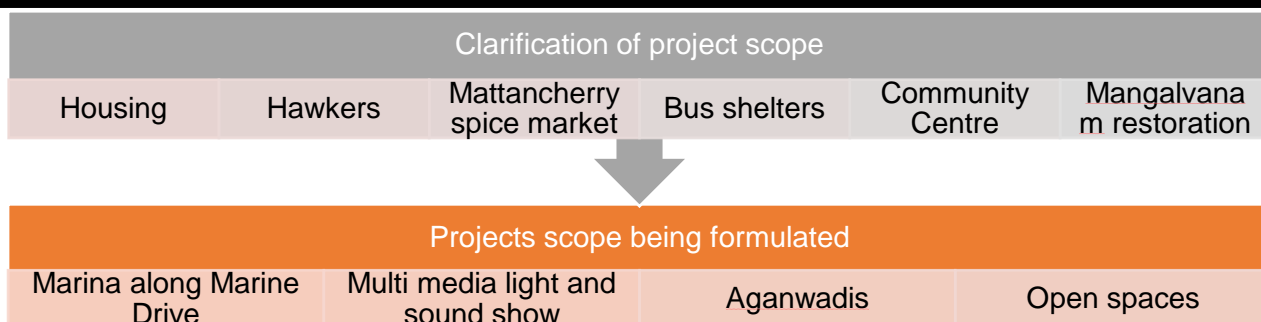 Clarification of project scope
Housing
Hawkers
Mattancherry
spice market
Bus shelters
Community
Centre
Mangalvana
m restoration
Projects scope being formulated
Marina along Marine
Drive
Multi media light and
sound show
Aganwadis
Open spaces